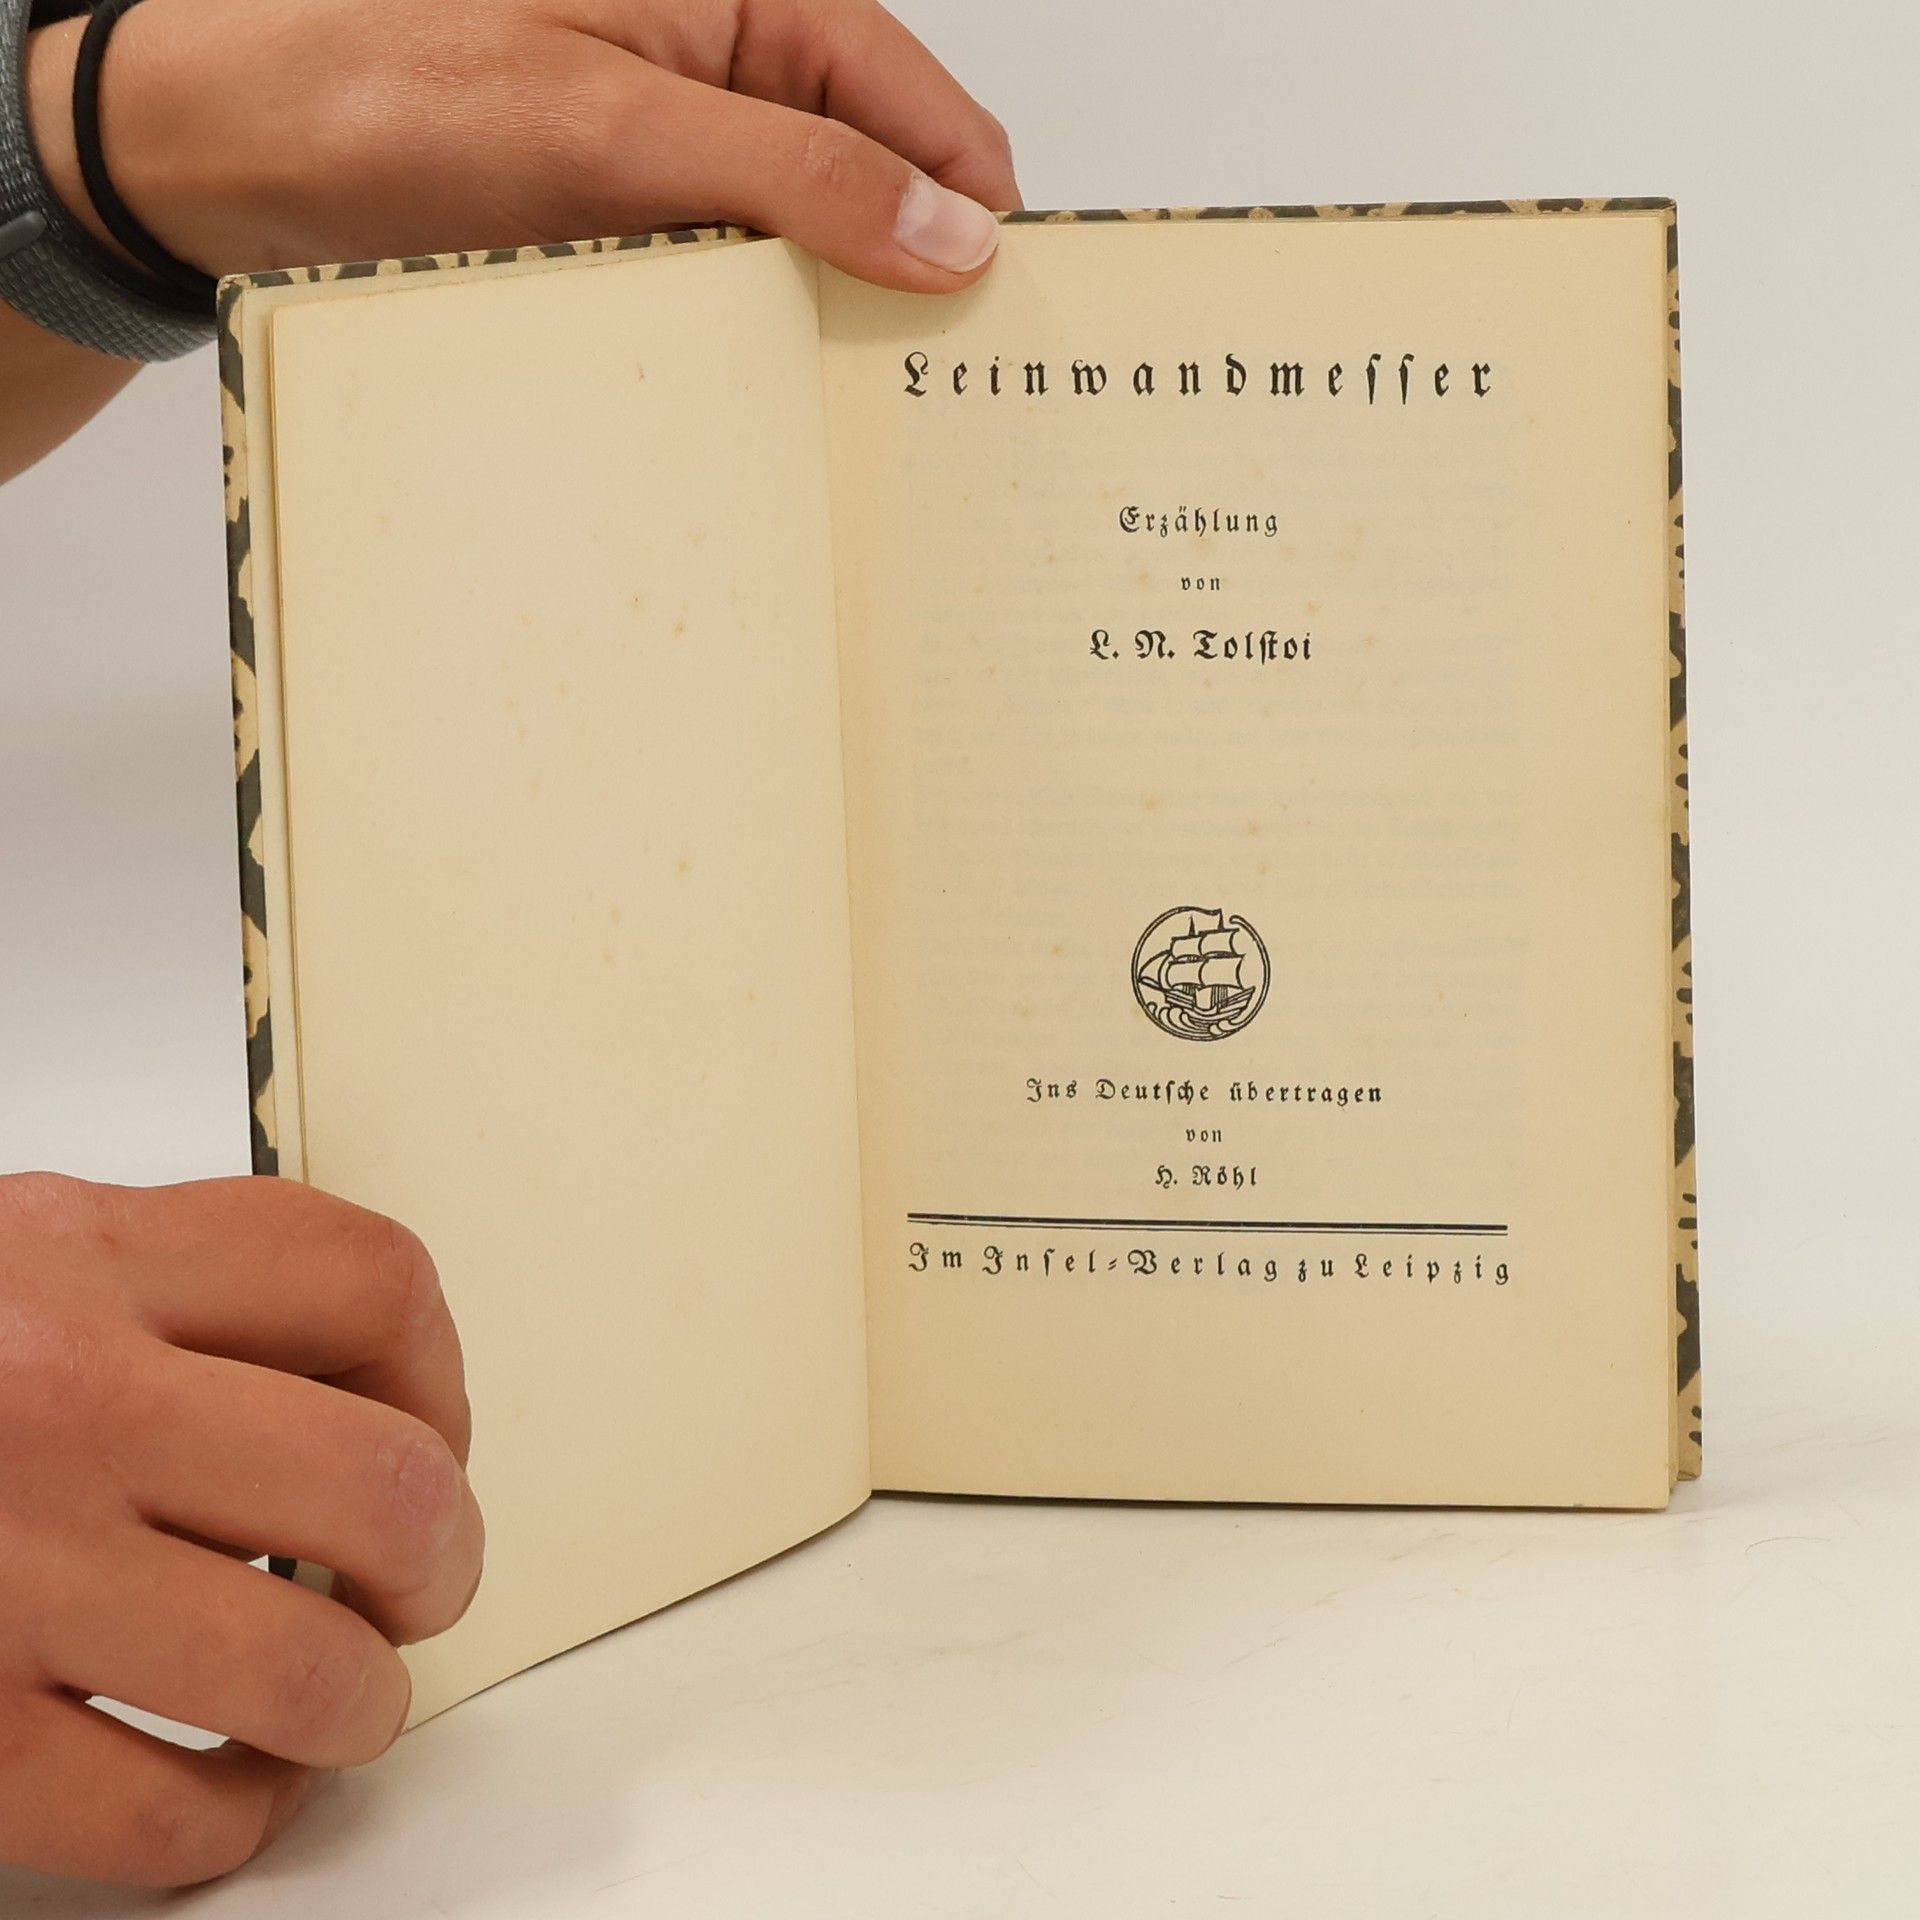 Leinwandmeſſer
Erzählung
von
L. N. Tolſtoi
Ins Deutſche übertragen
von
H. Röhl
Im Inſel-Verlag zu Leipzig